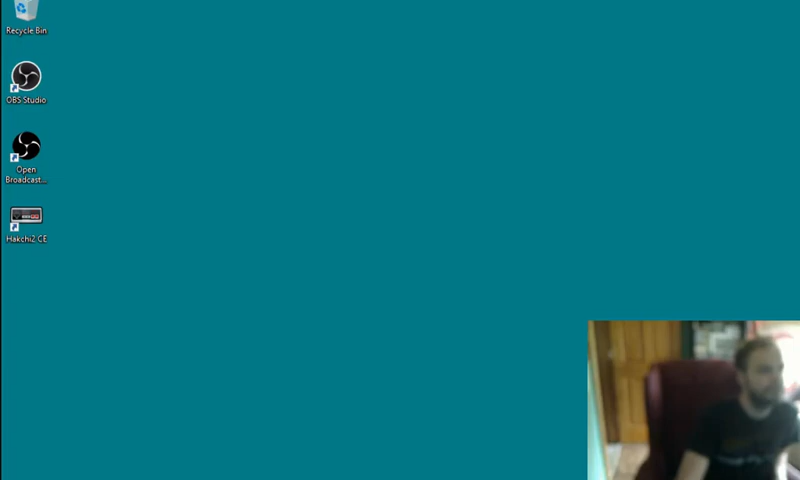 Recycle Bin
OBS Studio
Open
Broadcast...
Hakchi2 CE